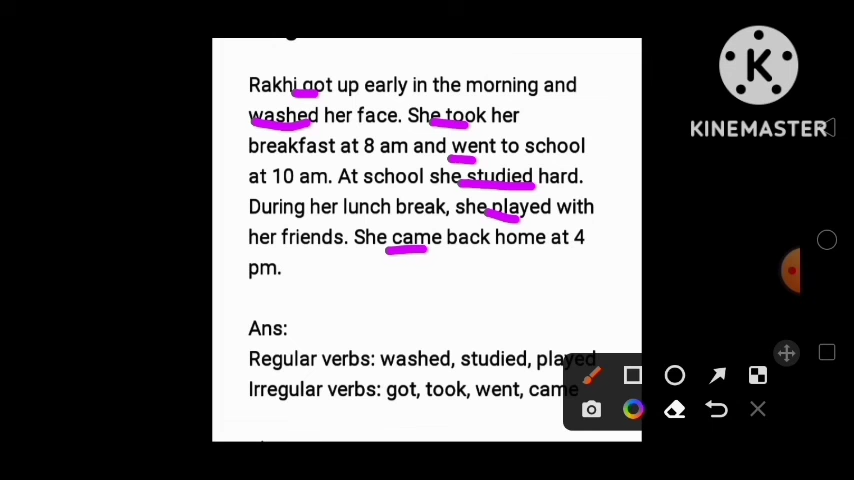 Rakhi got up early in the morning and
washed her face. She took her
breakfast at 8 am and went to school
at 10 am. At school she studied hard.
During her lunch break, she played with
her friends. She came back home at 4
pm.
Ans:
Regular verbs: washed, studied, played
Irregular verbs: got, took, went, came
K
KINEMASTER